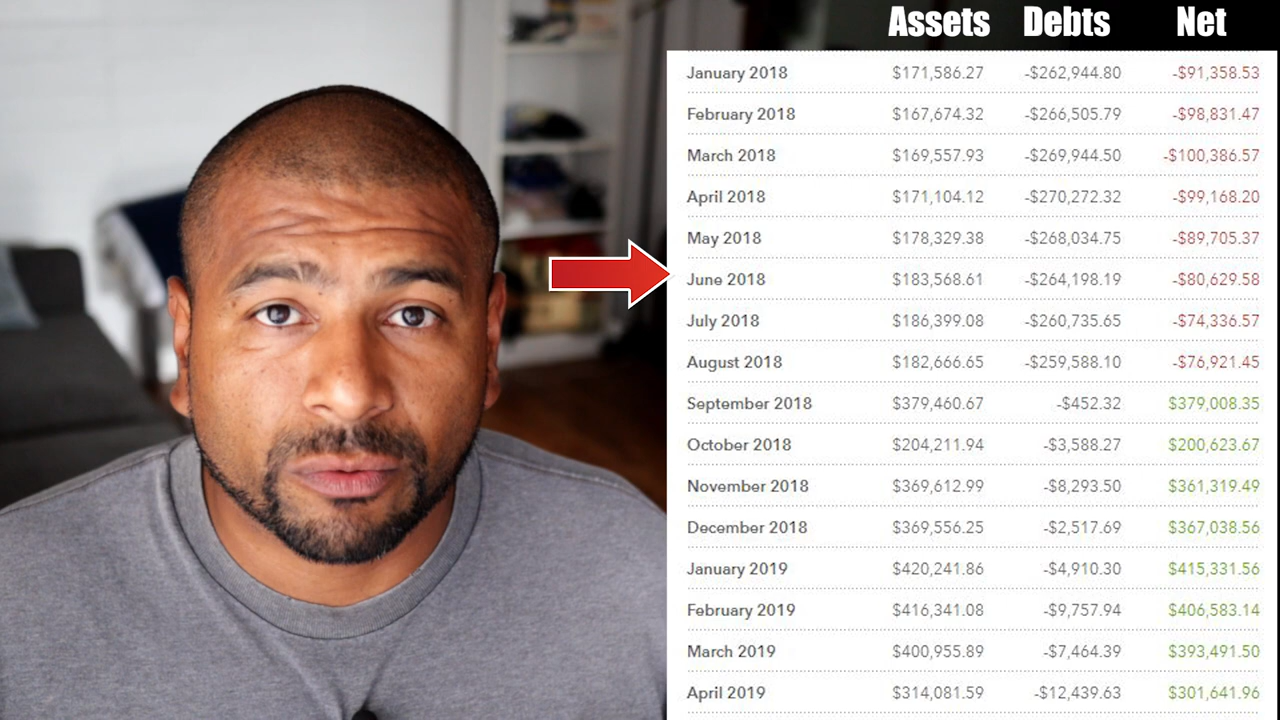 Assets Debts Net
January 2018 $171,586.27 -$262,944.80 -$91,358.53
February 2018 $167,674.32 -$266,505.79 -$98,831.47
March 2018 $169,557.93 -$269,944.50 -$100,386.57
April 2018 $171,104.12 -$270,272.32 -$99,168.20
May 2018 $178,329.38 -$268,034.75 -$89,705.37
June 2018 $183,568.61 -$264,198.19 -$80,629.58
July 2018 $186,399.08 -$260,735.65 -$74,336.57
August 2018 $182,666.65 -$259,588.10 -$76,921.45
September 2018 $379,460.67 -$452.32 $379,008.35
October 2018 $204,211.94 -$3,588.27 $200,623.67
November 2018 $369,612.99 -$8,293.50 $361,319.49
December 2018 $369,556.25 -$2,517.69 $367,038.56
January 2019 $420,241.86 -$4,910.30 $415,331.56
February 2019 $416,341.08 -$9,757.94 $406,583.14
March 2019 $400,955.89 -$7,464.39 $393,491.50
April 2019 $314,081.59 -$12,439.63 $301,641.96